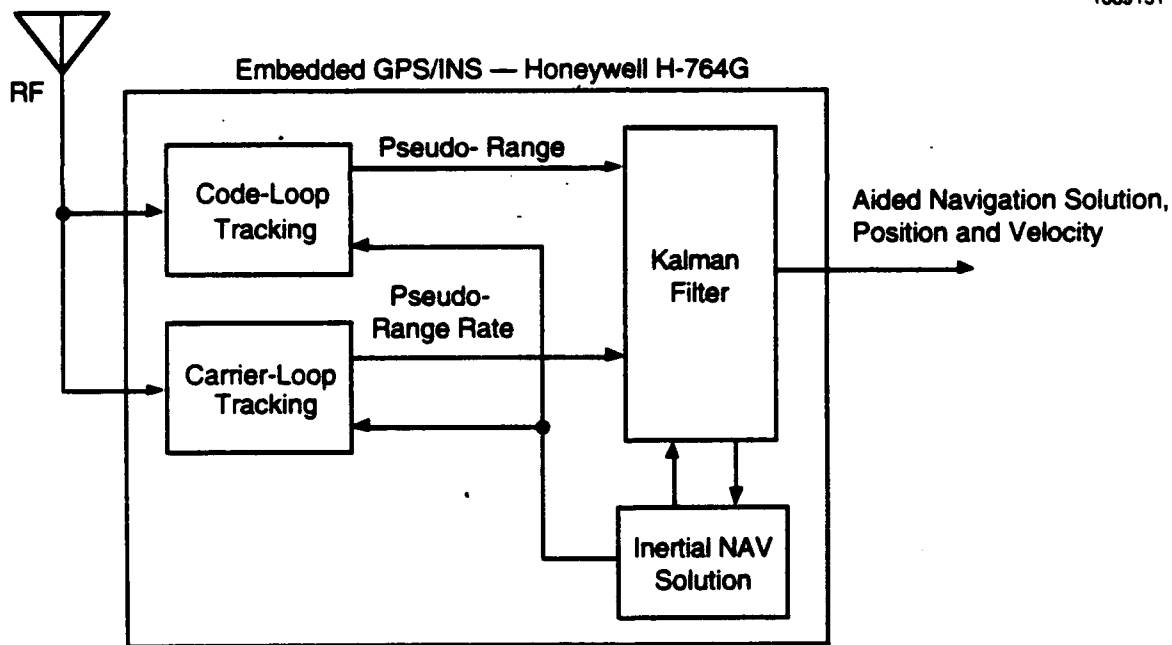 RF
Embedded GPS/INS — Honeywell H-764G
Code-Loop
Tracking
Pseudo- Range
Kalman
Filter
Aided Navigation Solution,
Position and Velocity
Pseudo-
Range Rate
Carrier-Loop
Tracking
Inertial NAV
Solution